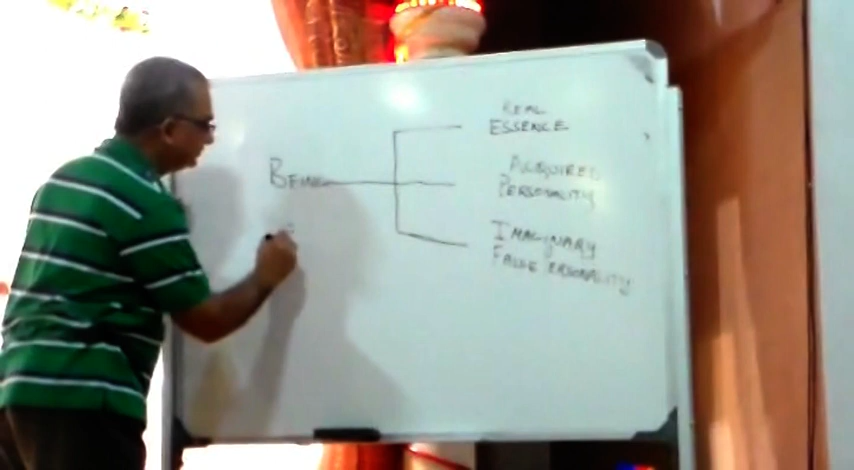 REAL
ESSENCE
BEING
ACQUIRED
PERSONALITY
IMAGINARY
FALSE PERSONALITY